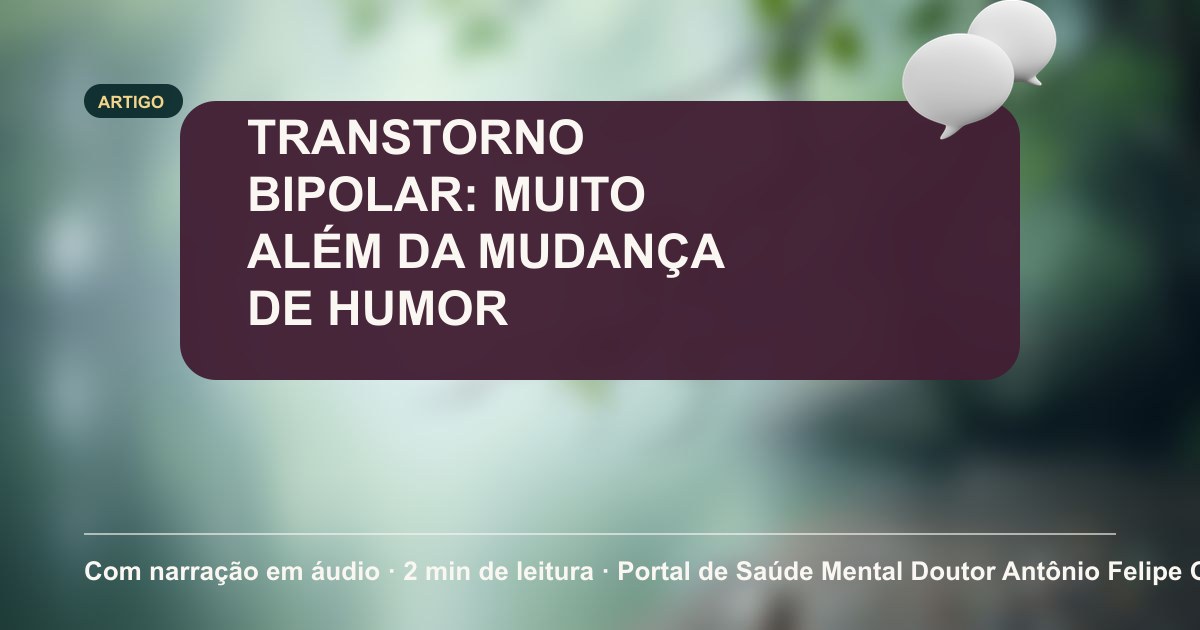 ARTIGO
TRANSTORNO
BIPOLAR: MUITO
ALÉM DA MUDANÇA
DE HUMOR
Com narração em áudio · 2 min de leitura · Portal de Saúde Mental Doutor Antônio Felipe